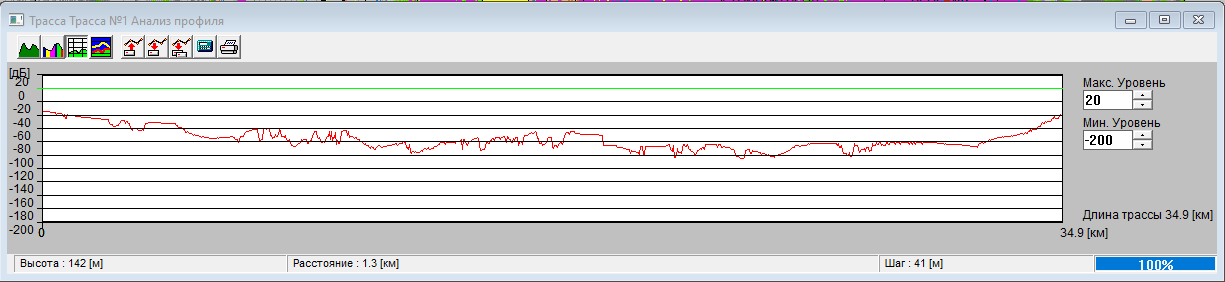 Трасса Трасса №1 Анализ профиля
[дБ]
20
0
-20
-40
-60
-80
-100
-120
-140
-160
-180
-200
0
34.9 [км]
Макс. Уровень
20
Мин. Уровень
-200
Длина трассы 34.9 [км]
Высота : 142 [м]
Расстояние : 1.3 [км]
Шаг : 41 [м]
100%